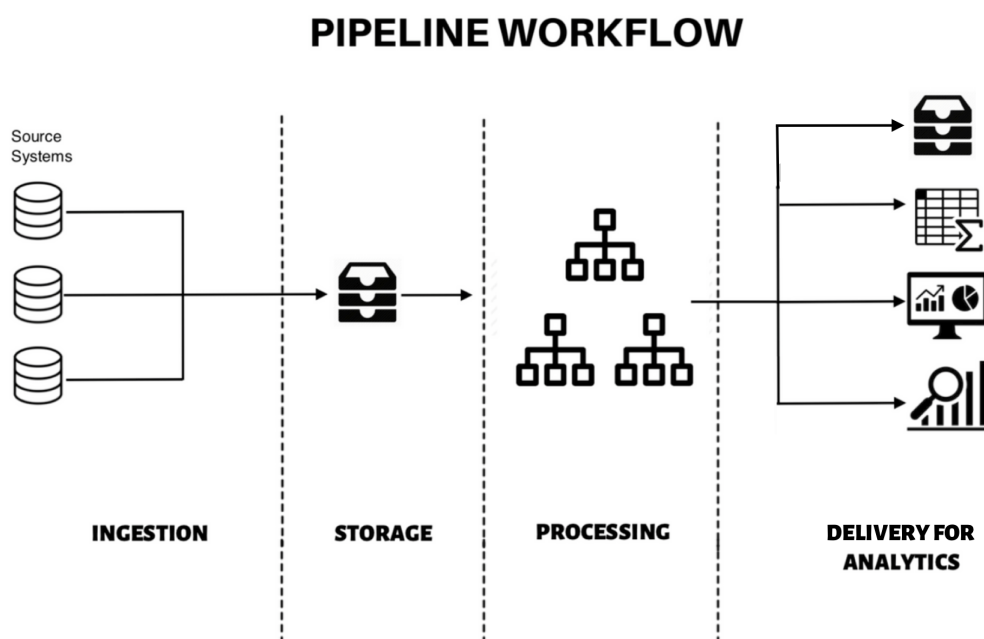 PIPELINE WORKFLOW
Source
Systems
INGESTION
STORAGE
PROCESSING
DELIVERY FOR
ANALYTICS